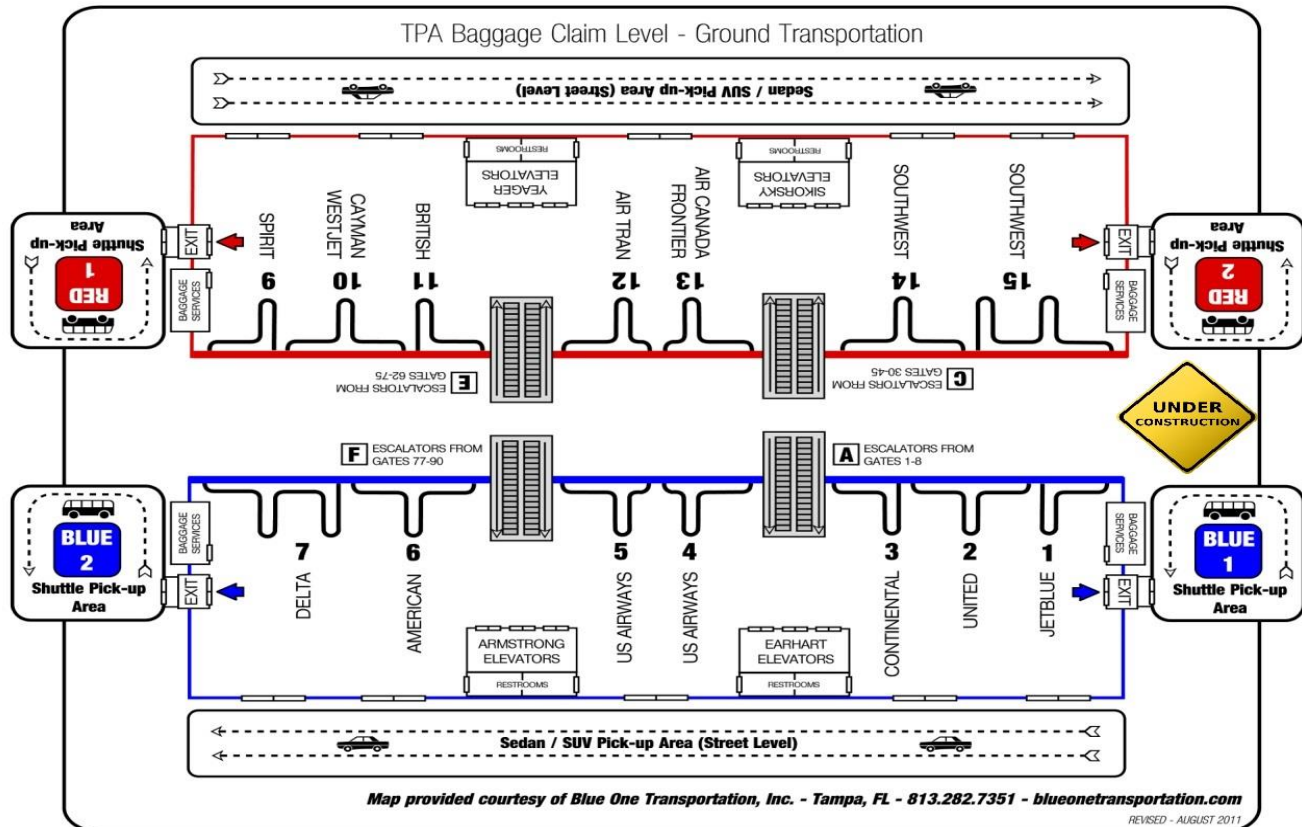 TPA Baggage Claim Level - Ground Transportation
Sedan / SUV Pick-up Area (Street Level)
RESTROOMS
YEAGER
ELEVATORS
RESTROOMS
SIKORSKY
ELEVATORS
RED
1
Shuttle Pick-up
Area
EXIT
BAGGAGE
SERVICES
SPIRIT
9
CAYMAN
WESTJET
10
BRITISH
11
AIR TRAN
12
AIR CANADA
FRONTIER
13
SOUTHWEST
14
SOUTHWEST
15
EXIT
BAGGAGE
SERVICES
RED
2
Shuttle Pick-up
Area
E
ESCALATORS FROM
GATES 62-75
C
ESCALATORS FROM
GATES 30-45
UNDER
CONSTRUCTION
F
ESCALATORS FROM
GATES 77-90
A
ESCALATORS FROM
GATES 1-8
BLUE
2
Shuttle Pick-up
Area
BAGGAGE
SERVICES
EXIT
7
DELTA
6
AMERICAN
5
US AIRWAYS
4
US AIRWAYS
3
CONTINENTAL
2
UNITED
1
JETBLUE
BAGGAGE
SERVICES
EXIT
BLUE
1
Shuttle Pick-up
Area
ARMSTRONG
ELEVATORS
RESTROOMS
EARHART
ELEVATORS
RESTROOMS
Sedan / SUV Pick-up Area (Street Level)
Map provided courtesy of Blue One Transportation, Inc. - Tampa, FL - 813.282.7351 - blueonetransportation.com
REVISED - AUGUST 2011